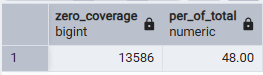 zero_coverage per_of_total
bigint numeric
1 13586 48.00